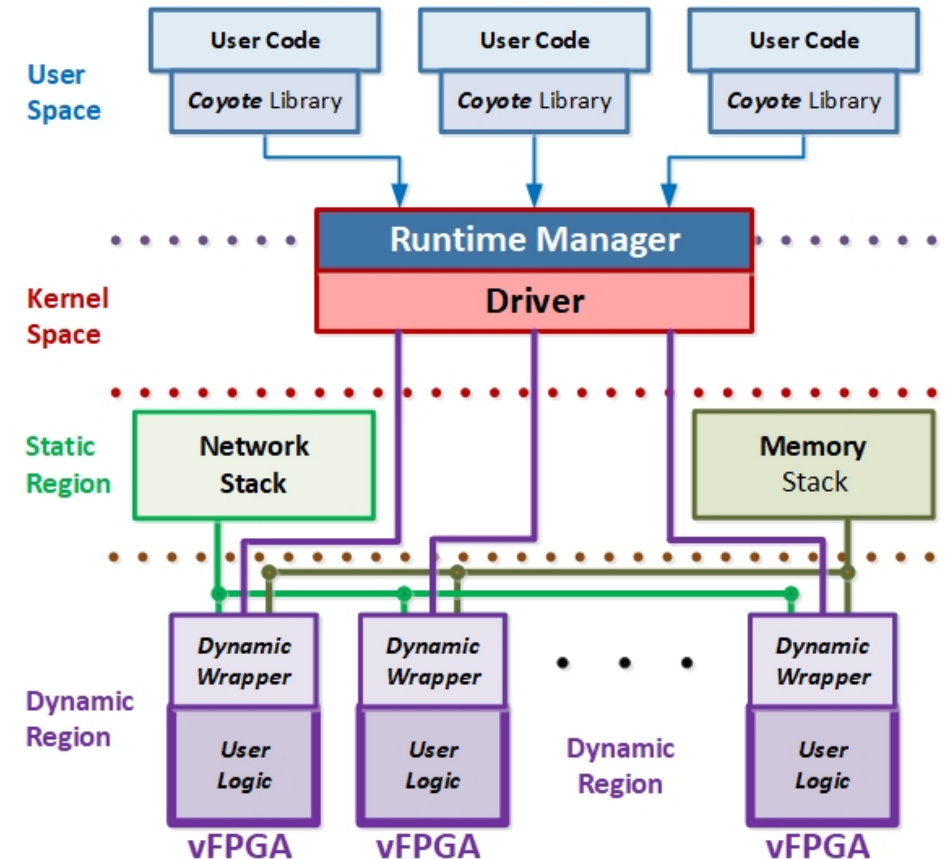 User Code
User Code
User Code
User
Space
Coyote Library
Coyote Library
Coyote Library
Runtime Manager
Kernel
Space
Driver
Static
Region
Network
Stack
Memory
Stack
Dynamic
Wrapper
Dynamic
Wrapper
Dynamic
Wrapper
Dynamic
Region
User
Logic
User
Logic
Dynamic
Region
User
Logic
vFPGA
vFPGA
vFPGA